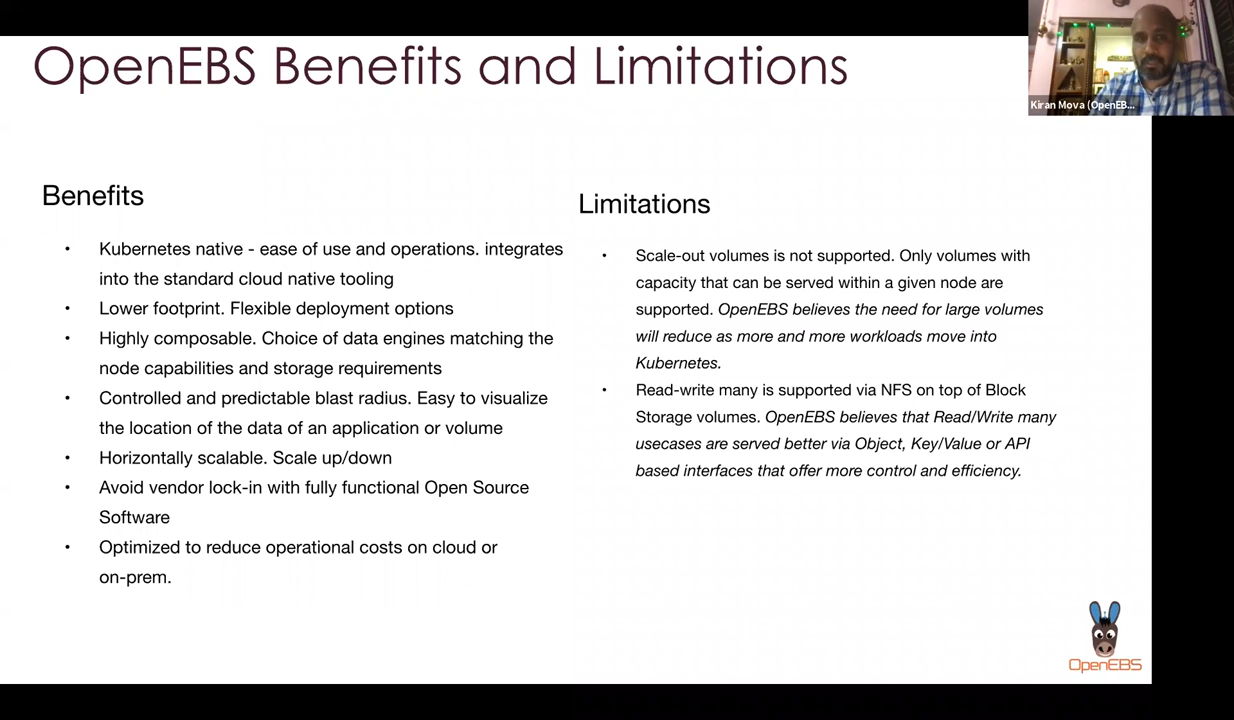 OpenEBS Benefits and Limitations
Kiran Mova (OpenEB...
Benefits
• Kubernetes native - ease of use and operations. integrates
into the standard cloud native tooling
• Lower footprint. Flexible deployment options
• Highly composable. Choice of data engines matching the
node capabilities and storage requirements
• Controlled and predictable blast radius. Easy to visualize
the location of the data of an application or volume
• Horizontally scalable. Scale up/down
• Avoid vendor lock-in with fully functional Open Source
Software
• Optimized to reduce operational costs on cloud or
on-prem.
Limitations
• Scale-out volumes is not supported. Only volumes with
capacity that can be served within a given node are
supported. OpenEBS believes the need for large volumes
will reduce as more and more workloads move into
Kubernetes.
• Read-write many is supported via NFS on top of Block
Storage volumes. OpenEBS believes that Read/Write many
usecases are served better via Object, Key/Value or API
based interfaces that offer more control and efficiency.
OpenEBS